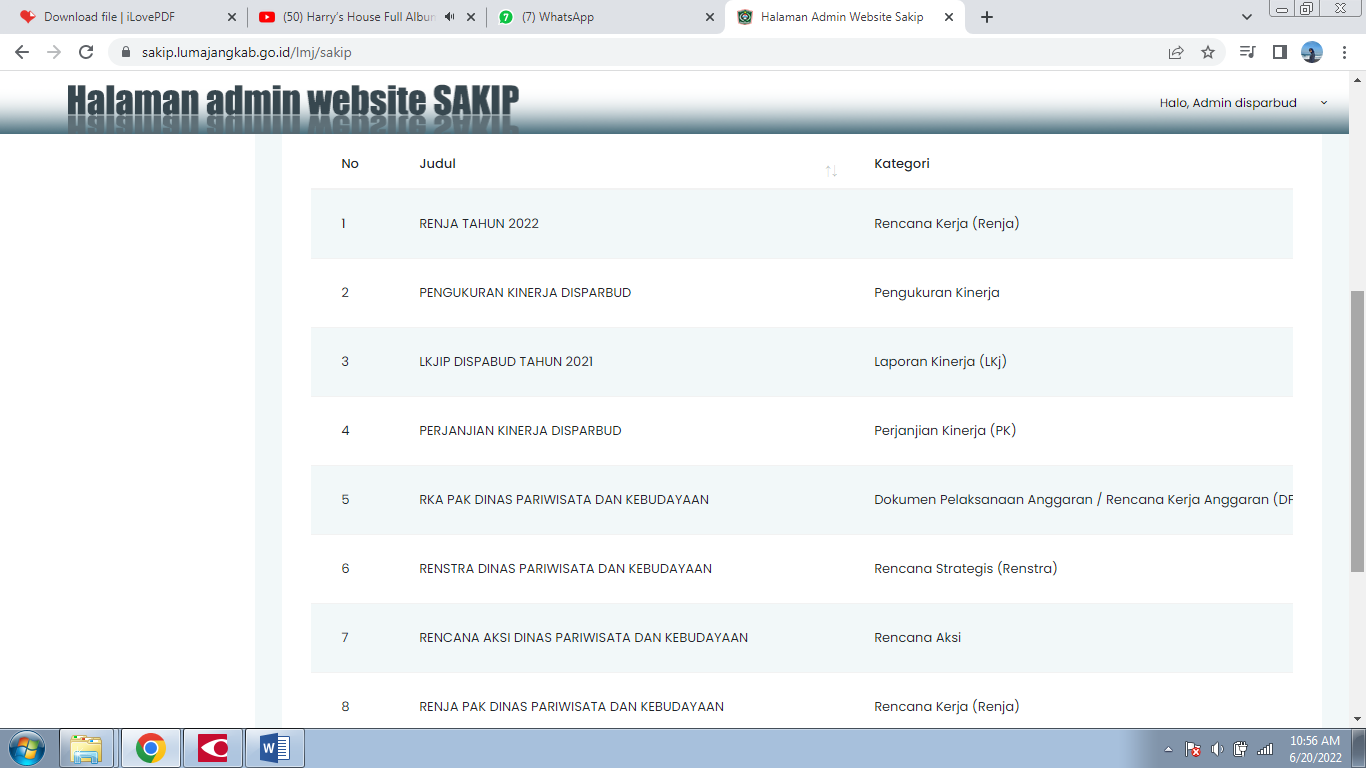 Download file | iLovePDF
(50) Harry's House Full Album
(7) WhatsApp
Halaman Admin Website Sakip
sakip.lumajangkab.go.id/lmj/sakip
Halaman admin website SAKIP
Halo, Admin disparbud
No Judul Kategori
1 RENJA TAHUN 2022 Rencana Kerja (Renja)
2 PENGUKURAN KINERJA DISPARBUD Pengukuran Kinerja
3 LKJIP DISPABUD TAHUN 2021 Laporan Kinerja (LKj)
4 PERJANJIAN KINERJA DISPARBUD Perjanjian Kinerja (PK)
5 RKA PAK DINAS PARIWISATA DAN KEBUDAYAAN Dokumen Pelaksanaan Anggaran / Rencana Kerja Anggaran (DP
6 RENSTRA DINAS PARIWISATA DAN KEBUDAYAAN Rencana Strategis (Renstra)
7 RENCANA AKSI DINAS PARIWISATA DAN KEBUDAYAAN Rencana Aksi
8 RENJA PAK DINAS PARIWISATA DAN KEBUDAYAAN Rencana Kerja (Renja)
10:56 AM
6/20/2022